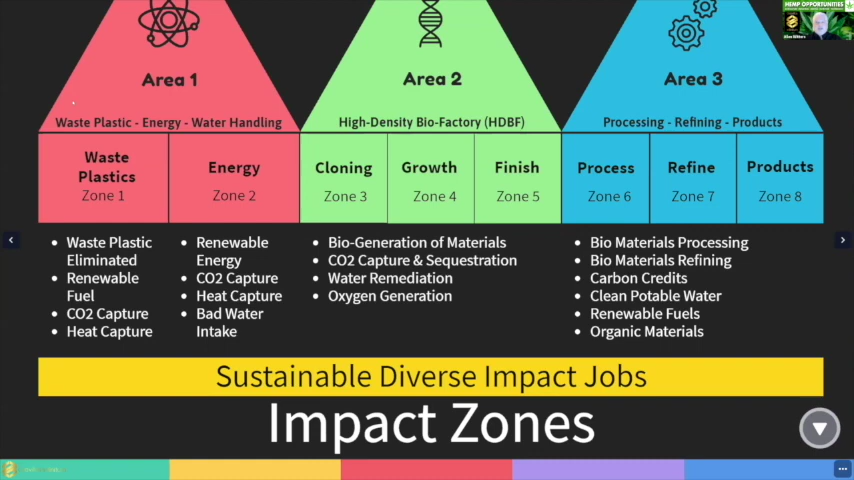 HEMP OPPORTUNITIES
Area 1
Area 2
Area 3
Waste Plastic - Energy - Water Handling
High-Density Bio-Factory (HDBF)
Processing - Refining - Products
Waste
Plastics
Zone 1
Energy
Zone 2
Cloning
Zone 3
Growth
Zone 4
Finish
Zone 5
Process
Zone 6
Refine
Zone 7
Products
Zone 8
• Waste Plastic
Eliminated
• Renewable
Fuel
• CO2 Capture
• Heat Capture
• Renewable
Energy
• CO2 Capture
• Heat Capture
• Bad Water
Intake
• Bio-Generation of Materials
• CO2 Capture & Sequestration
• Water Remediation
• Oxygen Generation
• Bio Materials Processing
• Bio Materials Refining
• Carbon Credits
• Clean Potable Water
• Renewable Fuels
• Organic Materials
Sustainable Diverse Impact Jobs
Impact Zones